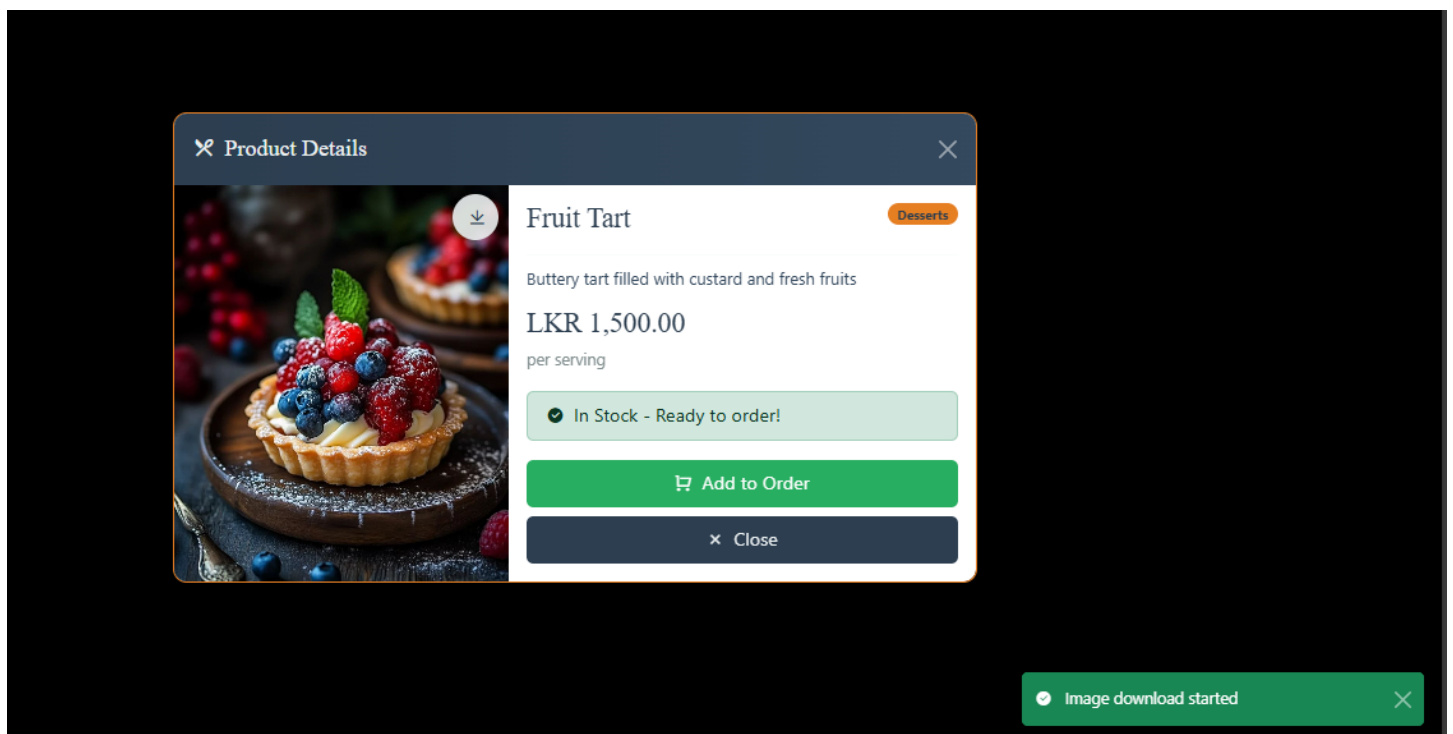 Product Details
Fruit Tart
Desserts
Buttery tart filled with custard and fresh fruits
LKR 1,500.00
per serving
In Stock - Ready to order!
Add to Order
Close
Image download started